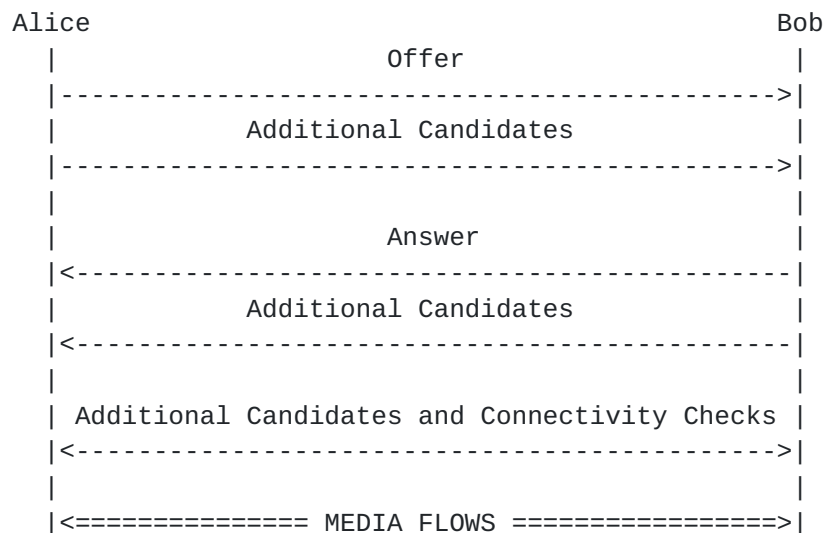 Alice Bob
| Offer |
|---------------------------------------------->|
| Additional Candidates |
|---------------------------------------------->|
| |
| Answer |
|<----------------------------------------------|
| Additional Candidates |
|<----------------------------------------------|
| |
| Additional Candidates and Connectivity Checks |
|<--------------------------------------------->|
| |
|<=============== MEDIA FLOWS =================>|